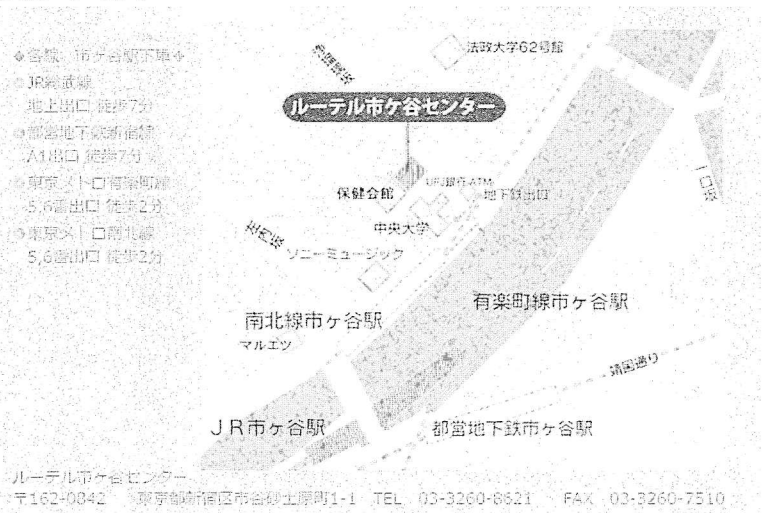 ◆各線 市ヶ谷駅下車◆
◎JR総武線
地上出口 徒歩7分
◎都営地下鉄新宿線
A1出口 徒歩7分
◎東京メトロ有楽町線
5,6番出口 徒歩2分
◎東京メトロ南北線
5,6番出口 徒歩2分
法政大学62号館
ルーテル市ケ谷センター
保健会館
UFJ銀行ATM
地下鉄出口
一口坂
中央大学
左内坂
ソニーミュージック
有楽町線市ヶ谷駅
南北線市ヶ谷駅
マルエツ
靖国通り
JR市ヶ谷駅
都営地下鉄市ヶ谷駅
ルーテル市ケ谷センター
〒162-0842 東京都新宿区市谷砂土原町1-1 TEL 03-3260-8621 FAX 03-3260-7510